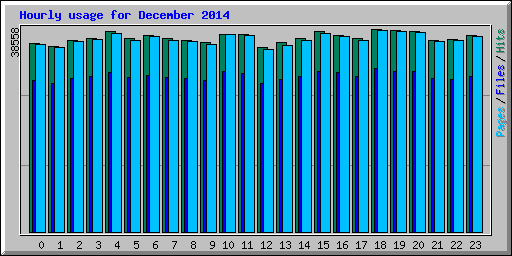 Hourly usage for December 2014
38558
Pages/Files/Hits
0 1 2 3 4 5 6 7 8 9 10 11 12 13 14 15 16 17 18 19 20 21 22 23